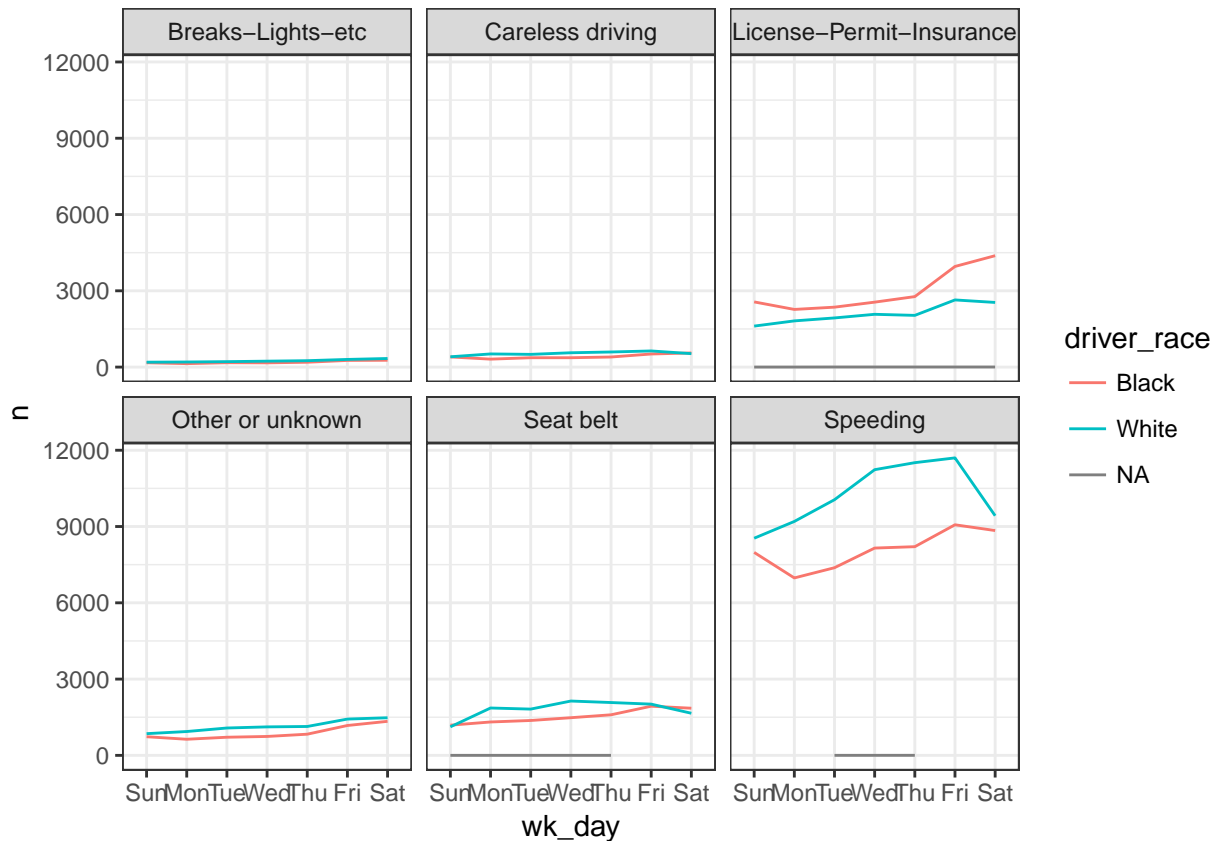 Breaks−Lights−etc
Careless driving
License−Permit−Insurance
12000
9000
6000
3000
0
Other or unknown
Seat belt
Speeding
12000
9000
6000
3000
0
Sun Mon Tue Wed Thu Fri Sat
Sun Mon Tue Wed Thu Fri Sat
Sun Mon Tue Wed Thu Fri Sat
wk_day
n
driver_race
Black
White
NA